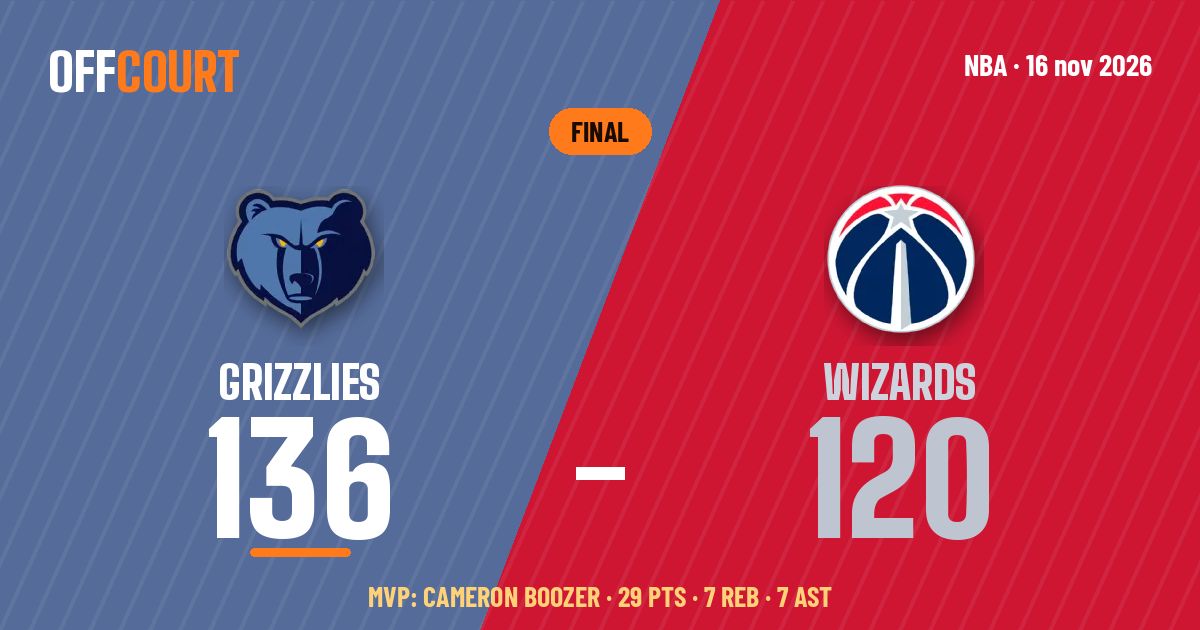 OFFCOURT
NBA · 16 nov 2026
FINAL
GRIZZLIES
WIZARDS
136
–
120
MVP: CAMERON BOOZER · 29 PTS · 7 REB · 7 AST